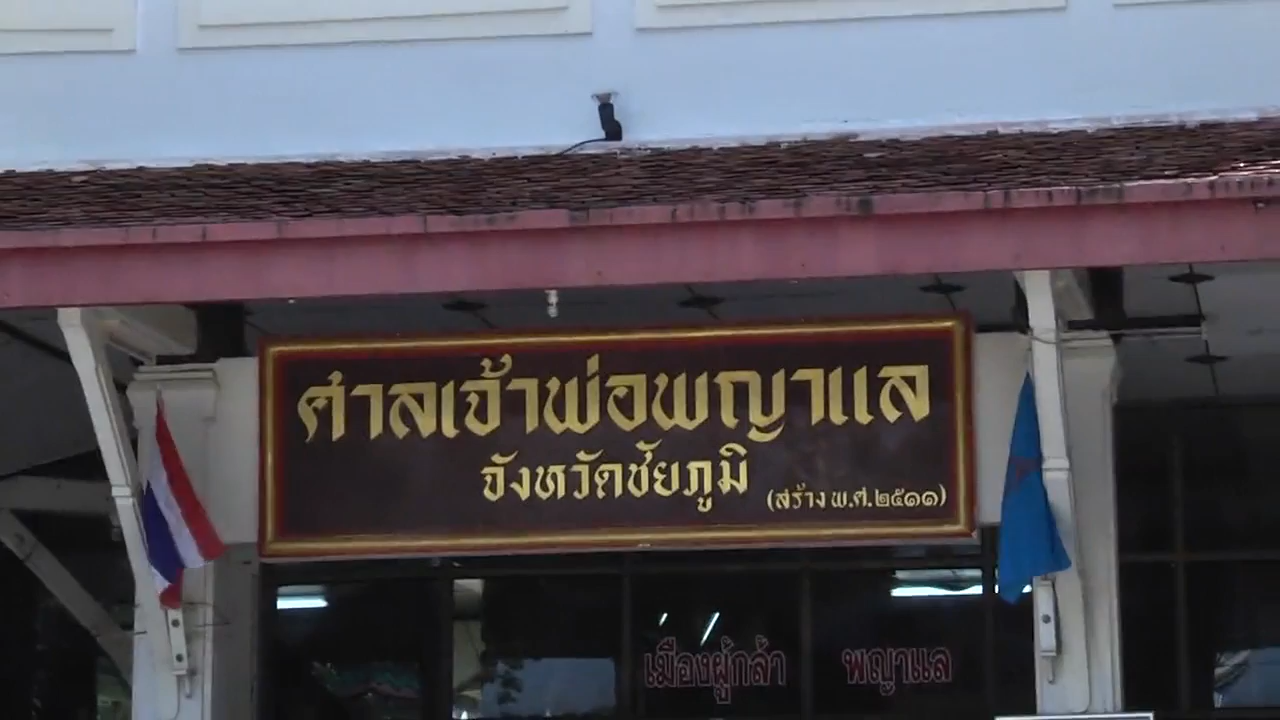 ศาลเจ้าพ่อพญาแล
จังหวัดชัยภูมิ (สร้าง พ.ศ.๒๕๑๑)
เมืองผู้กล้า พญาแล